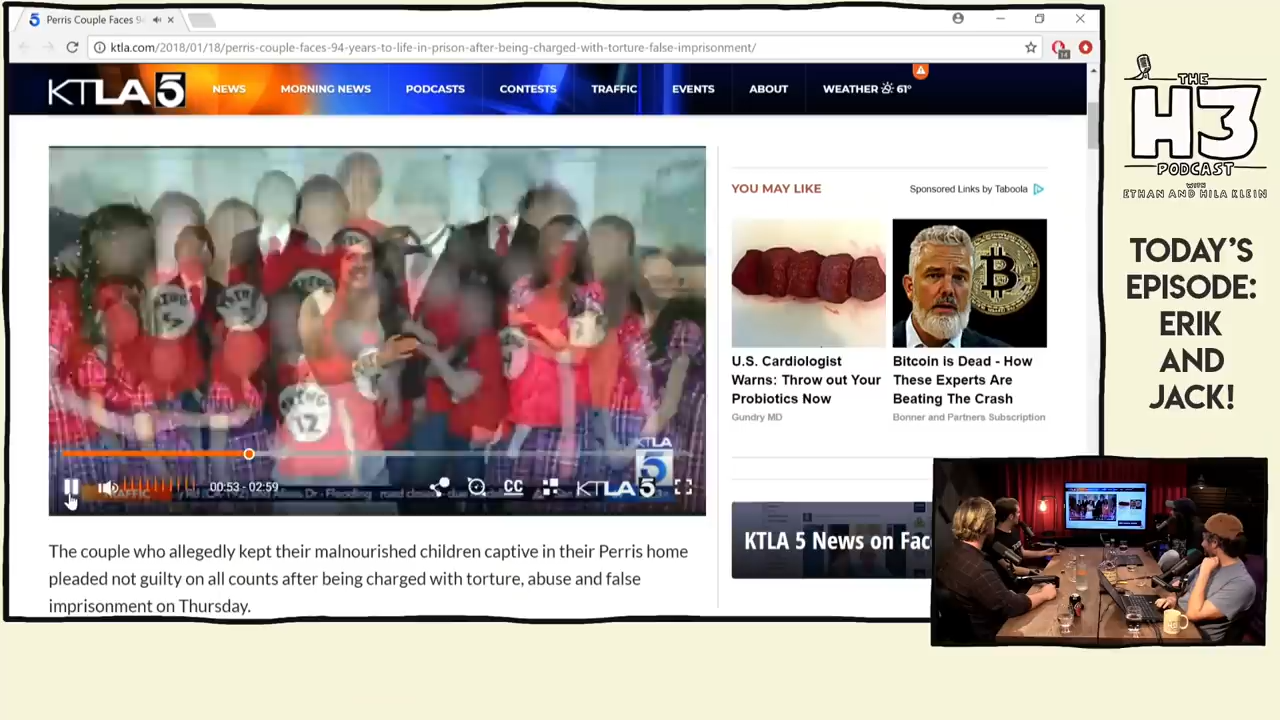 Perris Couple Faces 9
ktla.com/2018/01/18/perris-couple-faces-94-years-to-life-in-prison-after-being-charged-with-torture-false-imprisonment/
14
KTLA 5
NEWS
MORNING NEWS
PODCASTS
CONTESTS
TRAFFIC
EVENTS
ABOUT
WEATHER 61°
THING
12
KTLA
5
TRAFFIC
00:53 - 02:59
CC
KTLA 5
The couple who allegedly kept their malnourished children captive in their Perris home
pleaded not guilty on all counts after being charged with torture, abuse and false
imprisonment on Thursday.
YOU MAY LIKE
Sponsored Links by Taboola
U.S. Cardiologist
Warns: Throw out Your
Probiotics Now
Gundry MD
Bitcoin is Dead - How
These Experts Are
Beating The Crash
Bonner and Partners Subscription
KTLA 5 News on Fac
THE
H3
PODCAST
WITH
ETHAN AND HILA KLEIN
TODAY'S
EPISODE:
ERIK
AND
JACK!